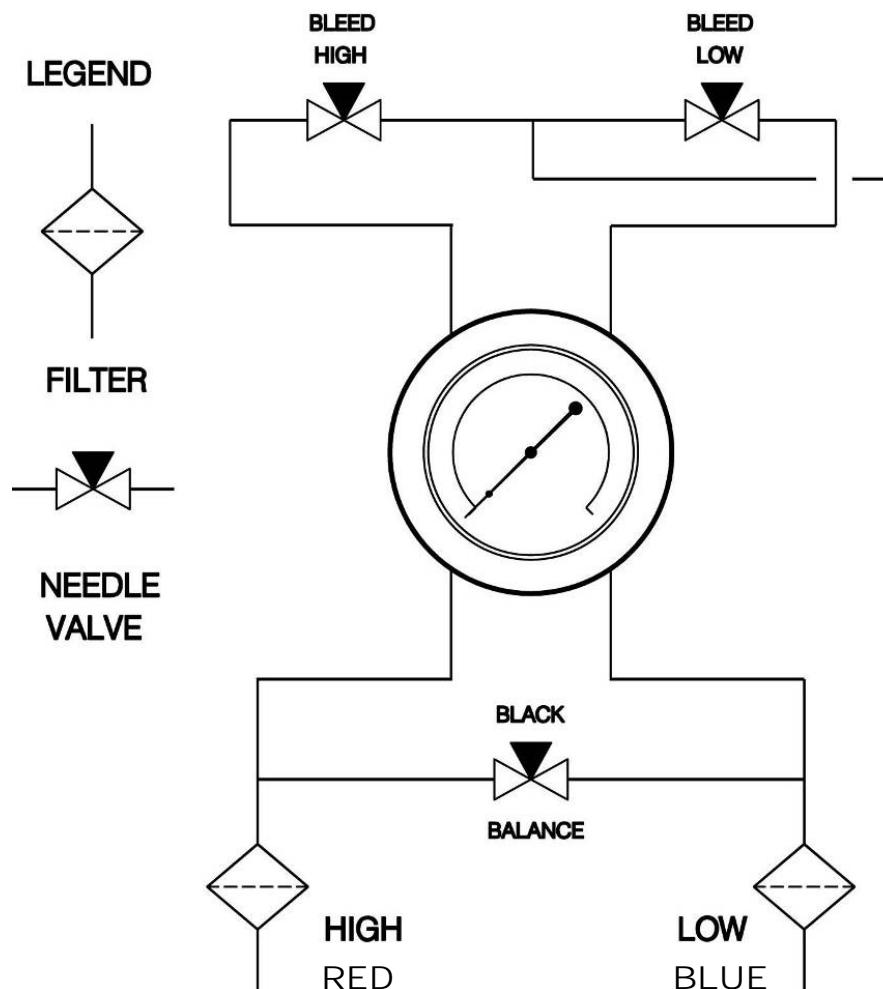 LEGEND
FILTER
NEEDLE
VALVE
BLEED
HIGH
BLEED
LOW
BLACK
BALANCE
HIGH
RED
LOW
BLUE